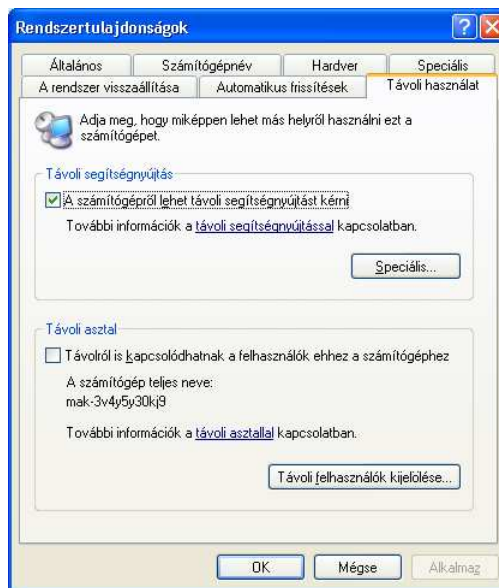 Rendszertulajdonságok
Általános Számítógépnév Hardver Speciális
A rendszer visszaállítása Automatikus frissítések Távoli használat
Adja meg, hogy miképpen lehet más helyről használni ezt a
számítógépet.
Távoli segítségnyújtás
A számítógépről lehet távoli segítségnyújtást kérni
További információk a távoli segítségnyújtással kapcsolatban.
Speciális...
Távoli asztal
Távolról is kapcsolódhatnak a felhasználók ehhez a számítógéphez
A számítógép teljes neve:
mak-3v4y5y30kj9
További információk a távoli asztallal kapcsolatban.
Távoli felhasználók kijelölése...
OK Mégse Alkalmaz